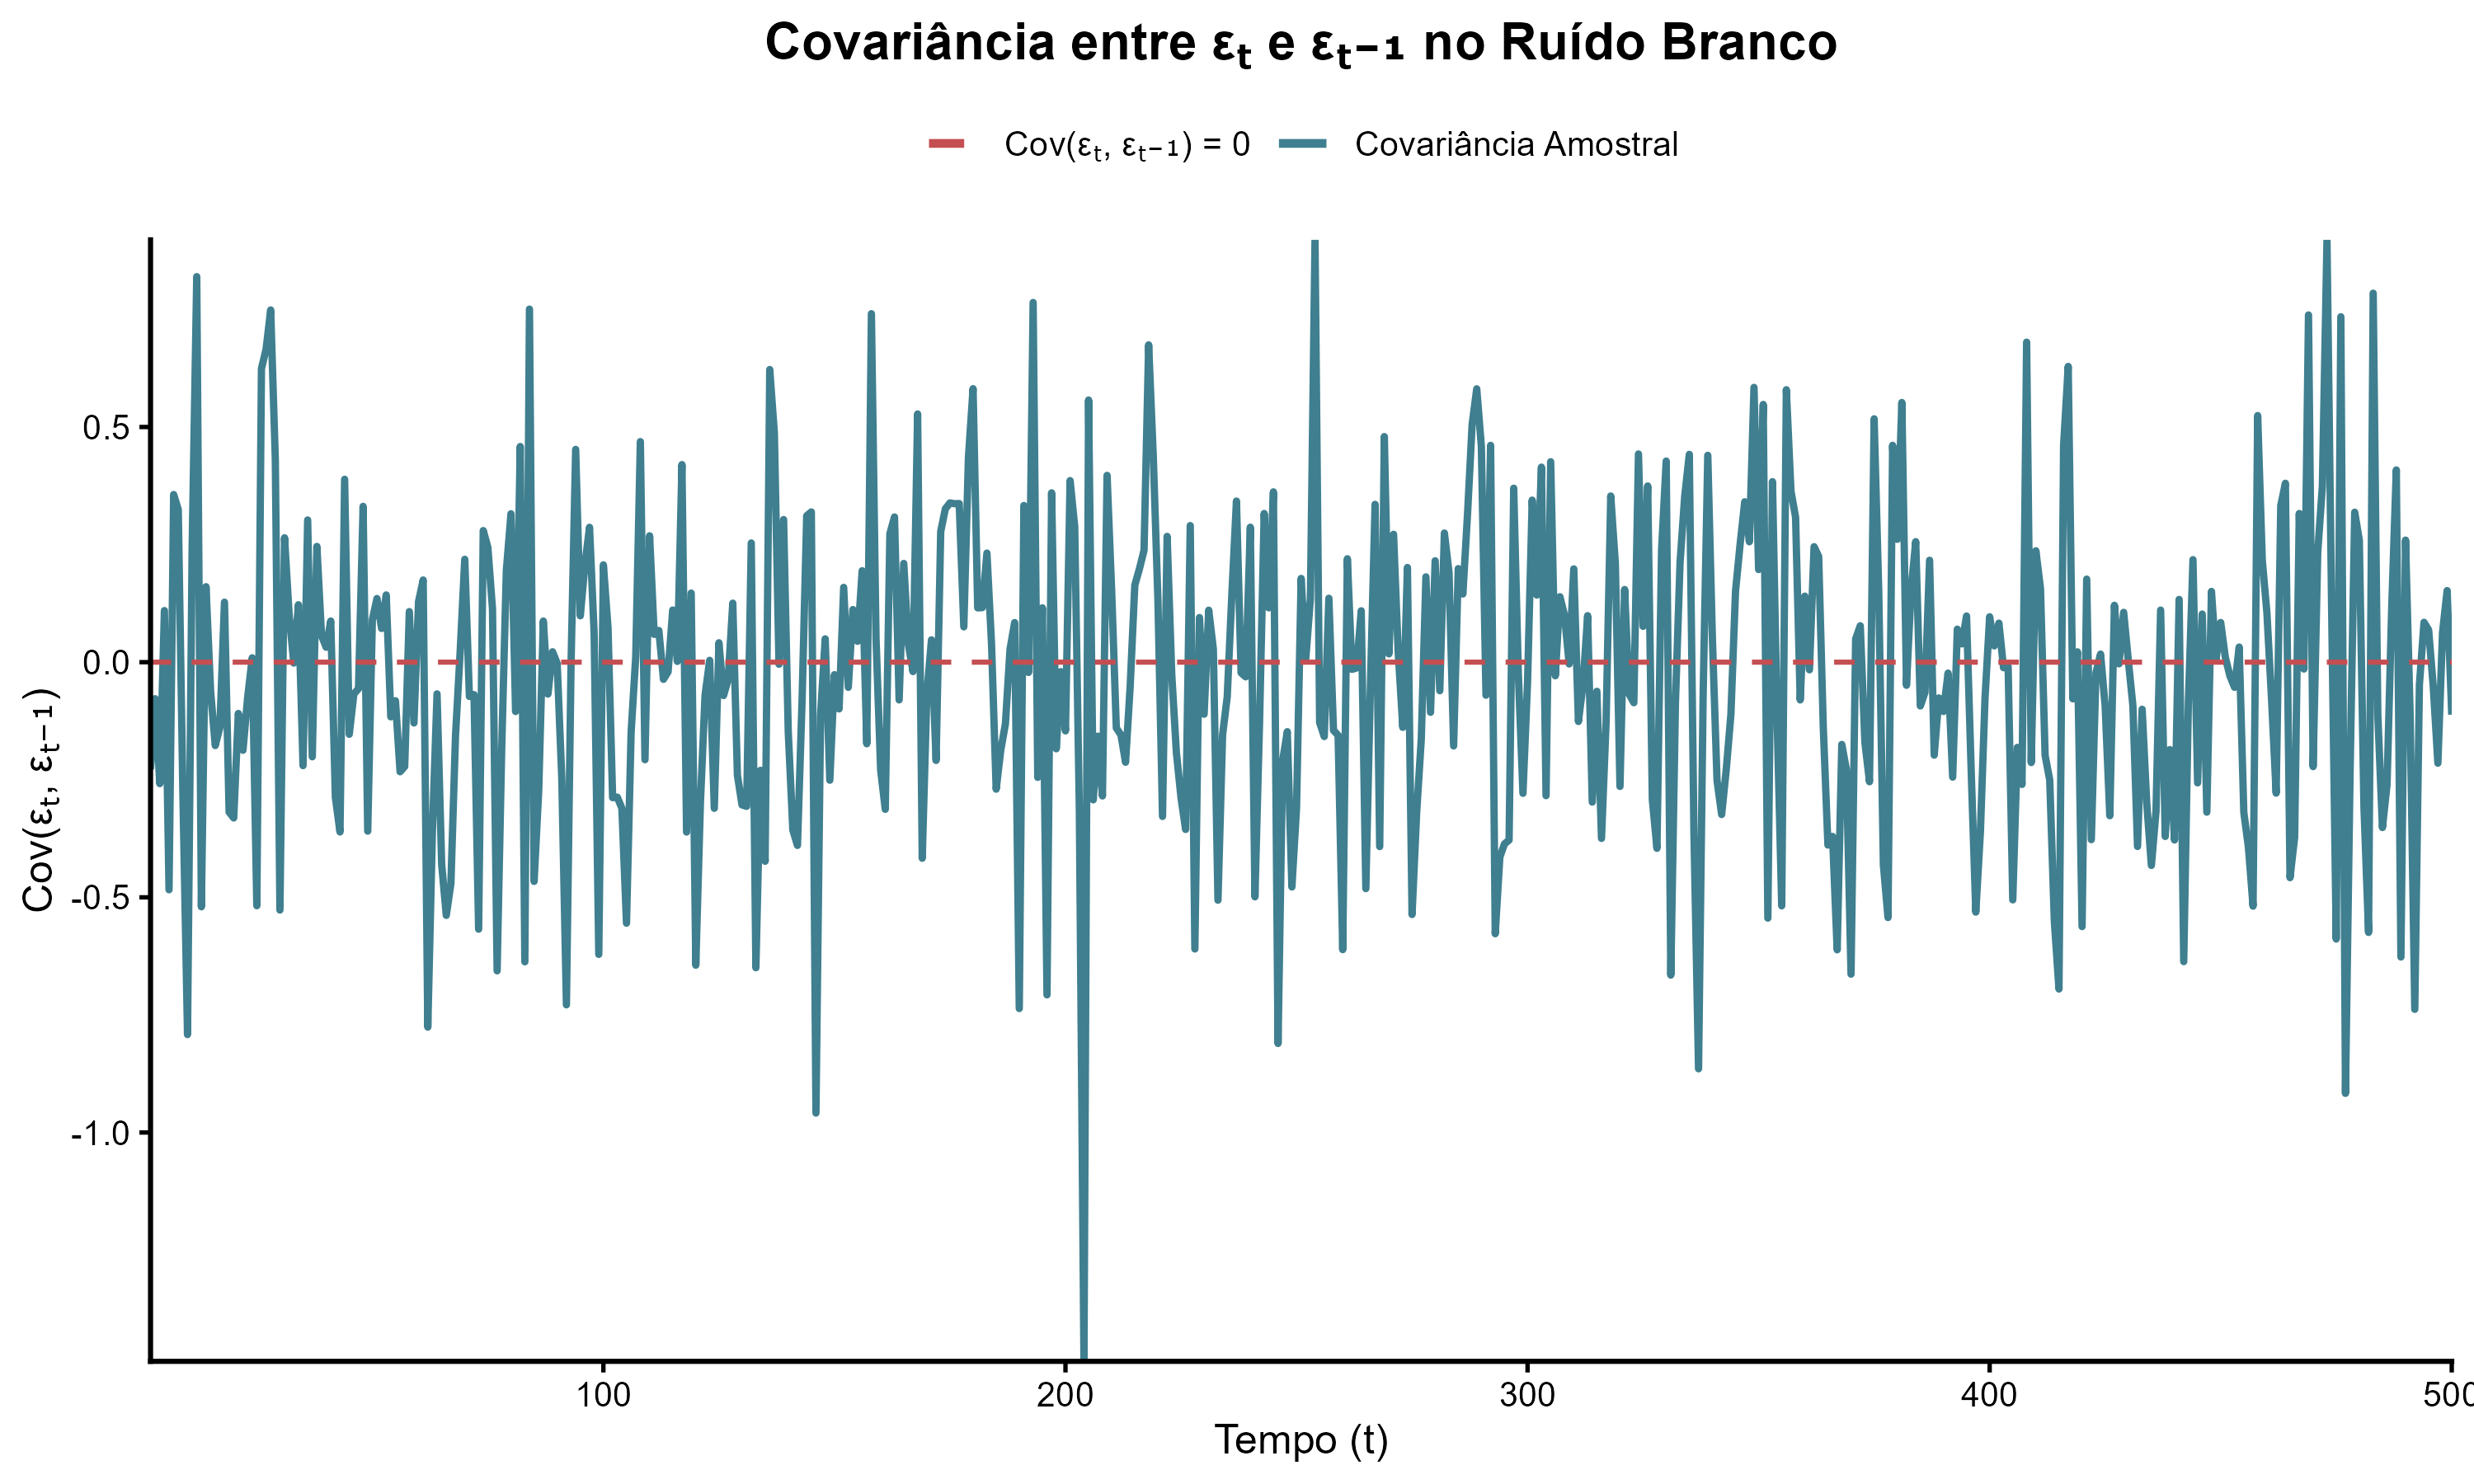 Covariância entre εₜ e εₜ₋₁ no Ruído Branco
Cov(εₜ, εₜ₋₁) = 0
Covariância Amostral
Cov(εₜ, εₜ₋₁)
0.5
0.0
-0.5
-1.0
100
200
300
400
500
Tempo (t)